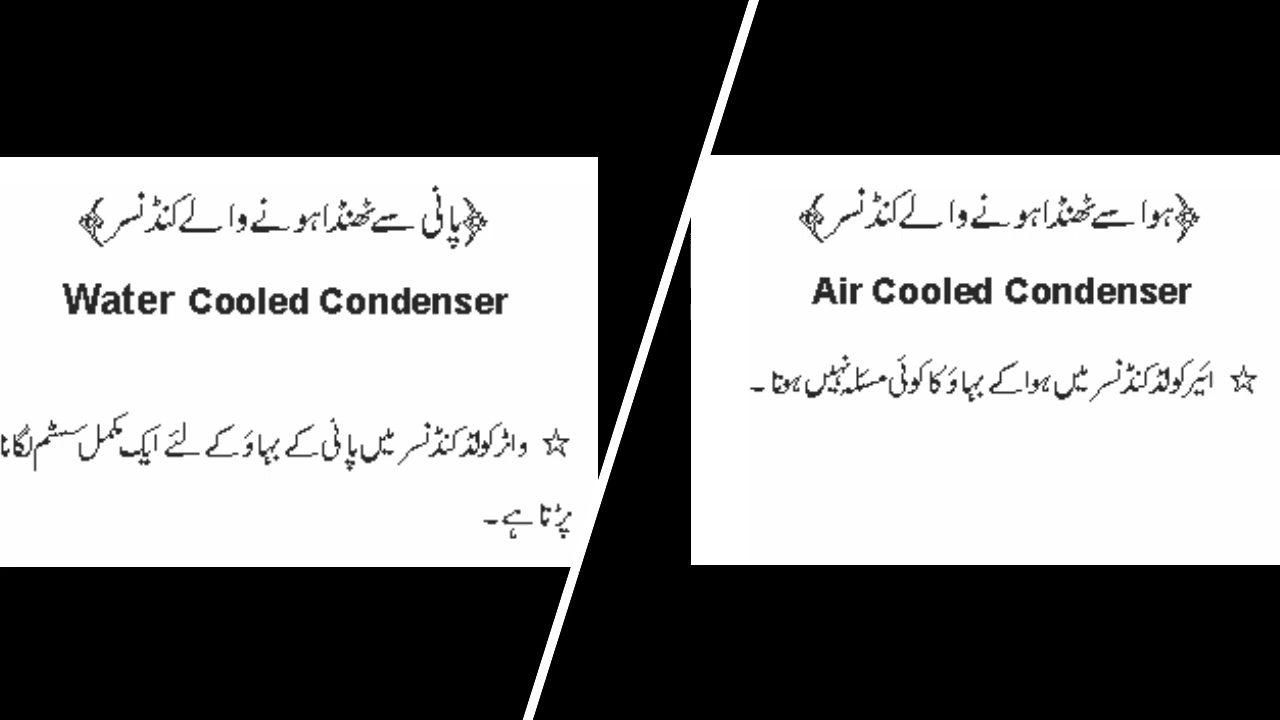 ﴿پانی سے ٹھنڈا ہونے والے کنڈنسر﴾
Water Cooled Condenser
☆ واٹر کولڈ کنڈنسر میں پانی کے بہاؤ کے لئے ایک مکمل سسٹم لگانا
پڑتا ہے۔
﴿ہوا سے ٹھنڈا ہونے والے کنڈنسر﴾
Air Cooled Condenser
☆ ائیر کولڈ کنڈنسر میں ہوا کے بہاؤ کا کوئی مسئلہ نہیں ہوتا ۔